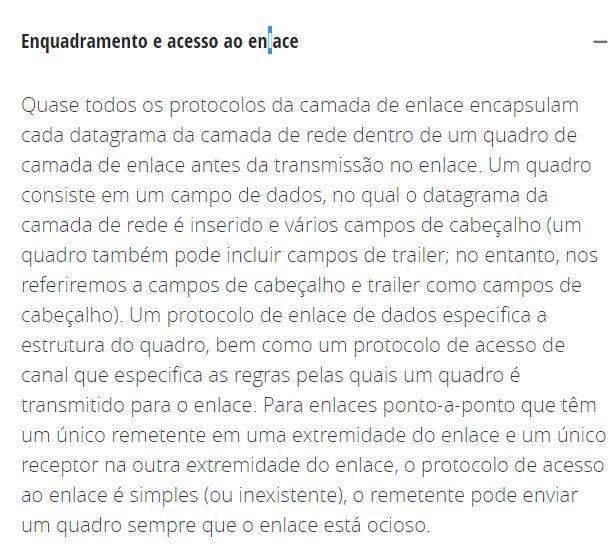 Enquadramento e acesso ao enlace
Quase todos os protocolos da camada de enlace encapsulam
cada datagrama da camada de rede dentro de um quadro de
camada de enlace antes da transmissão no enlace. Um quadro
consiste em um campo de dados, no qual o datagrama da
camada de rede é inserido e vários campos de cabeçalho (um
quadro também pode incluir campos de trailer; no entanto, nos
referiremos a campos de cabeçalho e trailer como campos de
cabeçalho). Um protocolo de enlace de dados especifica a
estrutura do quadro, bem como um protocolo de acesso de
canal que especifica as regras pelas quais um quadro é
transmitido para o enlace. Para enlaces ponto-a-ponto que têm
um único remetente em uma extremidade do enlace e um único
receptor na outra extremidade do enlace, o protocolo de acesso
ao enlace é simples (ou inexistente), o remetente pode enviar
um quadro sempre que o enlace está ocioso.